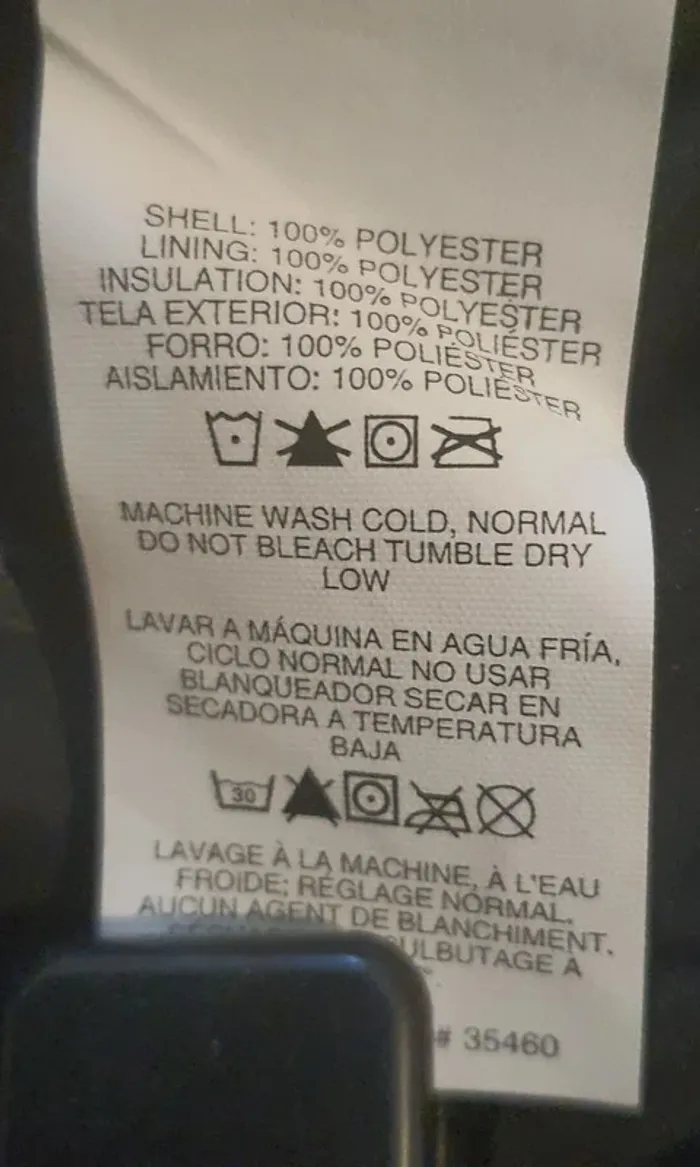 SHELL: 100% POLYESTER
LINING: 100% POLYESTER
INSULATION: 100% POLYESTER
TELA EXTERIOR: 100% POLIÉSTER
FORRO: 100% POLIÉSTER
AISLAMIENTO: 100% POLIÉSTER
MACHINE WASH COLD, NORMAL
DO NOT BLEACH TUMBLE DRY
LOW
LAVAR A MÁQUINA EN AGUA FRÍA,
CICLO NORMAL NO USAR
BLANQUEADOR SECAR EN
SECADORA A TEMPERATURA
BAJA
30
LAVAGE À LA MACHINE, À L'EAU
FROIDE; RÉGLAGE NORMAL.
AUCUN AGENT DE BLANCHIMENT.
À
# 35460